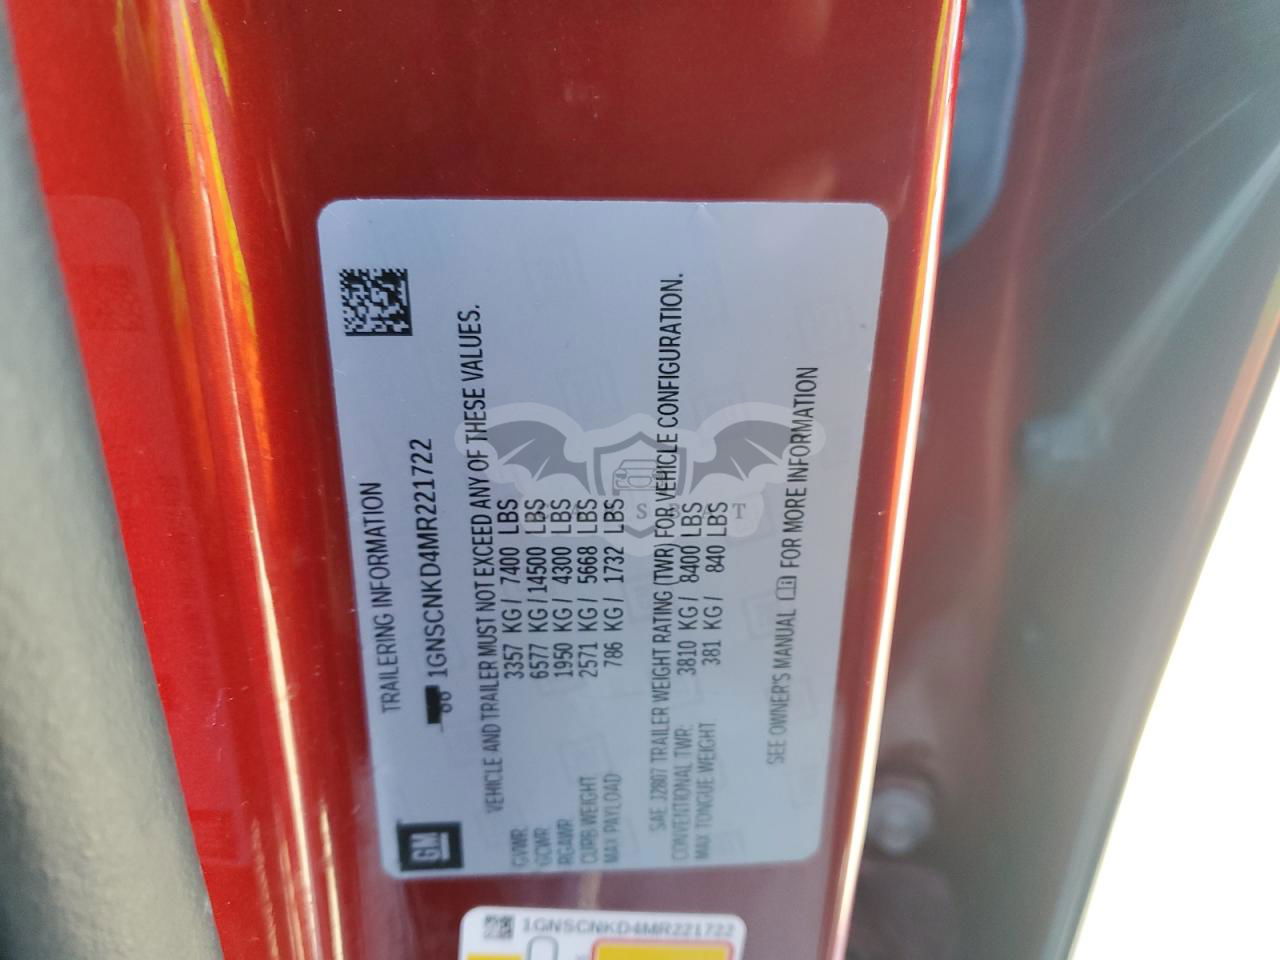 TRAILERING INFORMATION
1GNSCNKD4MR221722
VEHICLE AND TRAILER MUST NOT EXCEED ANY OF THESE VALUES.
GVWR 3357 KG / 7400 LBS
GCWR 6577 KG / 14500 LBS
RGAWR 1950 KG / 4300 LBS
CURB WEIGHT 2571 KG / 5668 LBS
MAX PAYLOAD 786 KG / 1732 LBS
SAE J2807 TRAILER WEIGHT RATING (TWR) FOR VEHICLE CONFIGURATION.
CONVENTIONAL TWR: 3810 KG / 8400 LBS
MAX TONGUE WEIGHT: 381 KG / 840 LBS
SEE OWNER'S MANUAL FOR MORE INFORMATION
GM
1GNSCNKD4MR221722